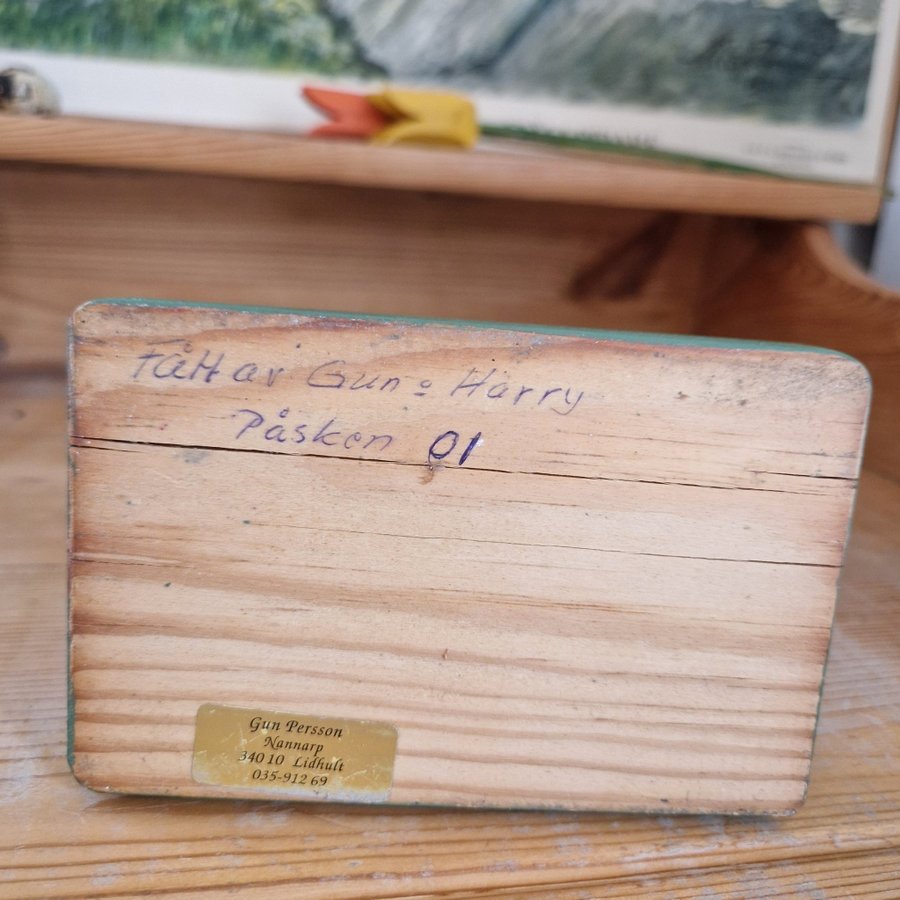 Fått av Gun o Harry
Påsken 01
Gun Persson
Nannarp
340 10 Lidhult
035-912 69